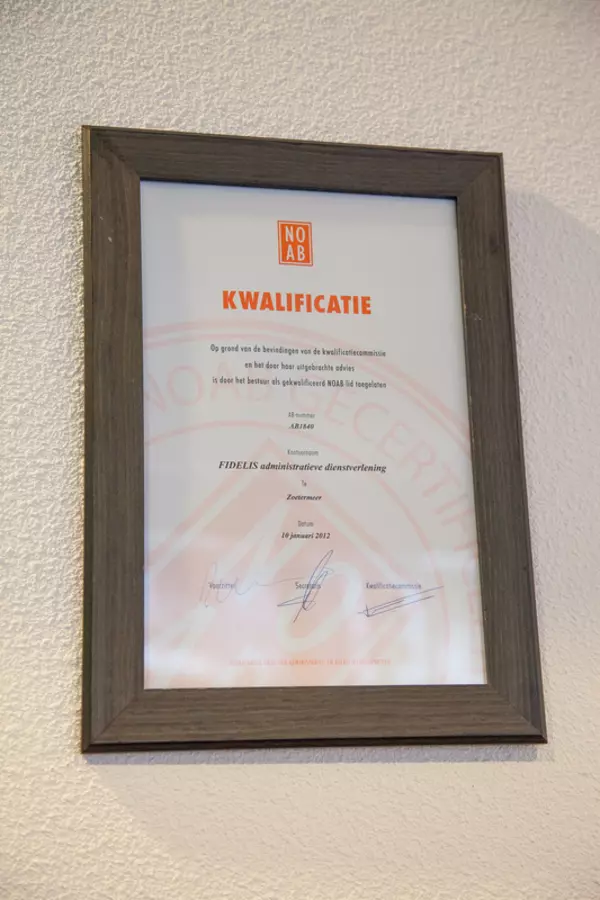 NO
AB
KWALIFICATIE
Op grond van de bevindingen van de kwalificatiecommissie
en het door haar uitgebrachte advies
is door het bestuur als gekwalificeerd NOAB lid toegelaten
AB-nummer
AB1840
Kantoornaam
FIDELIS administratieve dienstverlening
Te
Zoetermeer
Datum
10 januari 2012
Voorzitter
Secretaris
Kwalificatiecommissie
NOAB GECERTI